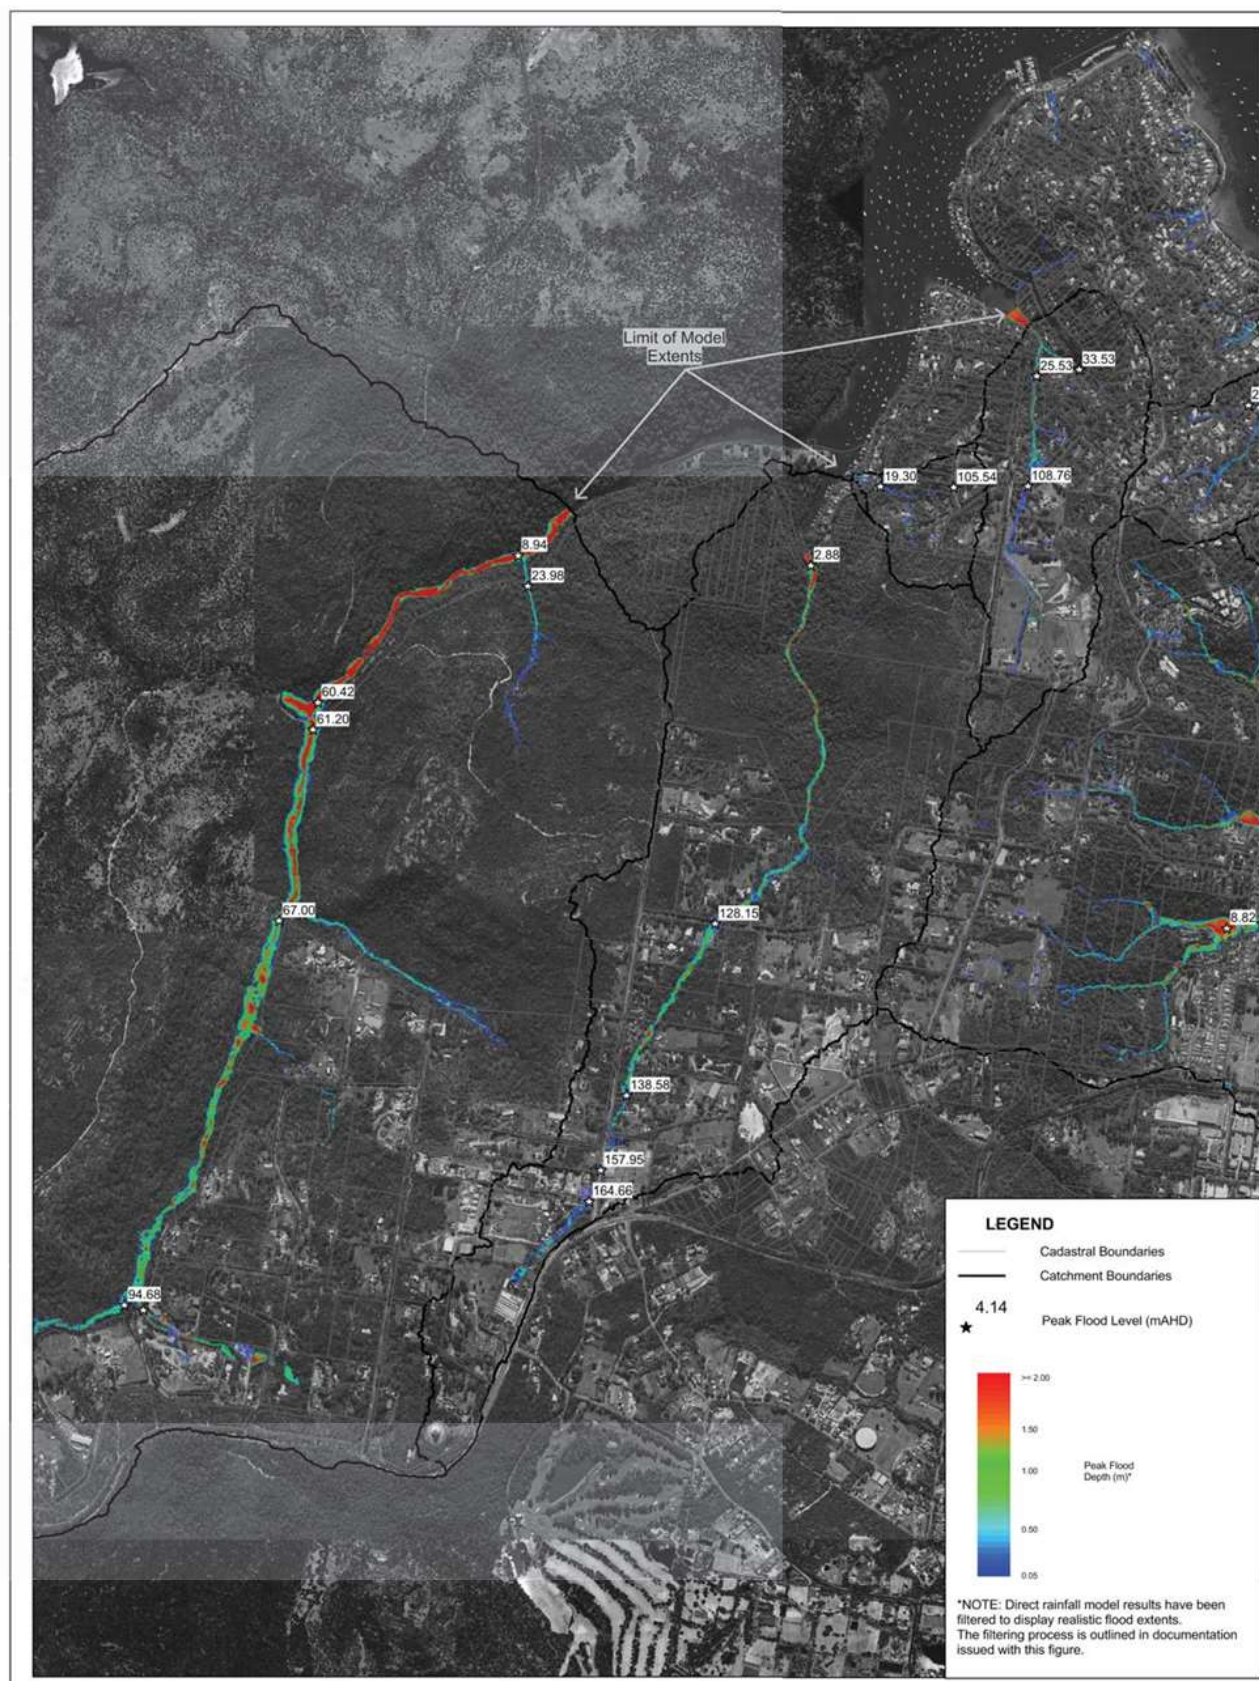 Limit of Model
Extents
33.53
25.53
2
19.30
105.54
108.76
8.94
2.88
23.98
60.42
61.20
67.00
128.15
8.82
138.58
157.95
164.66
94.68
LEGEND
Cadastral Boundaries
Catchment Boundaries
4.14
Peak Flood Level (mAHD)
>= 2.00
1.50
1.00
Peak Flood
Depth (m)*
0.50
0.05
*NOTE: Direct rainfall model results have been
filtered to display realistic flood extents.
The filtering process is outlined in documentation
issued with this figure.